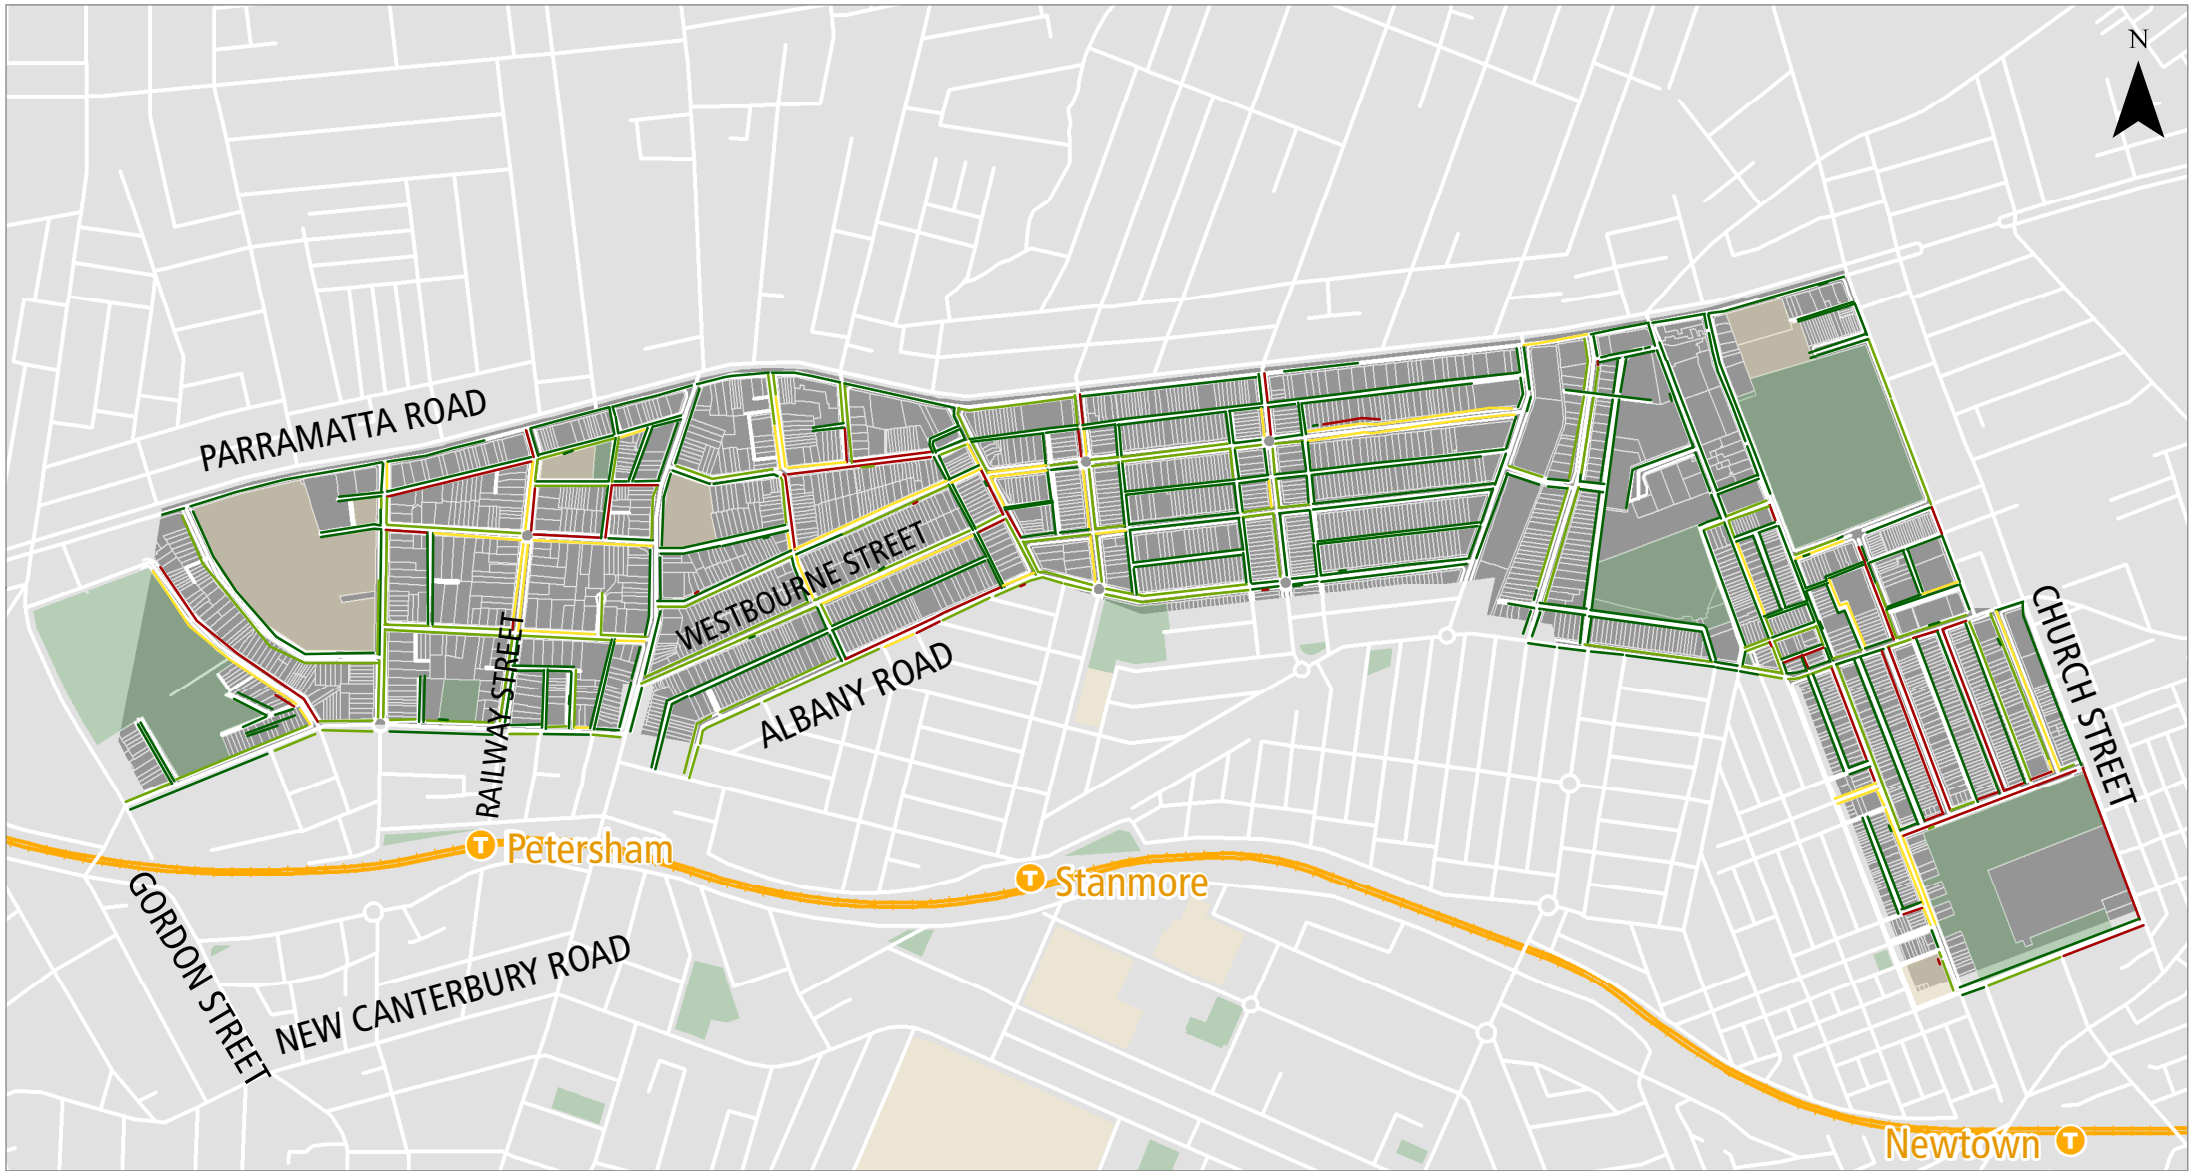 N
PARRAMATTA ROAD
WESTBOURNE STREET
RAILWAY STREET
ALBANY ROAD
CHURCH STREET
T Petersham
T Stanmore
GORDON STREET
NEW CANTERBURY ROAD
Newtown T